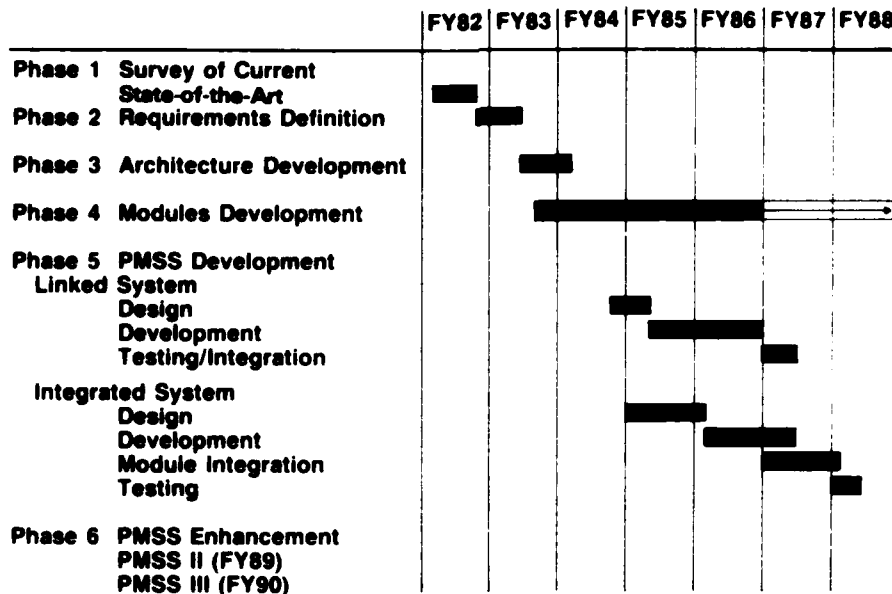 FY82 FY83 FY84 FY85 FY86 FY87 FY88
Phase 1 Survey of Current
State-of-the-Art
Phase 2 Requirements Definition
Phase 3 Architecture Development
Phase 4 Modules Development
Phase 5 PMSS Development
Linked System
Design
Development
Testing/Integration
Integrated System
Design
Development
Module Integration
Testing
Phase 6 PMSS Enhancement
PMSS II (FY89)
PMSS III (FY90)